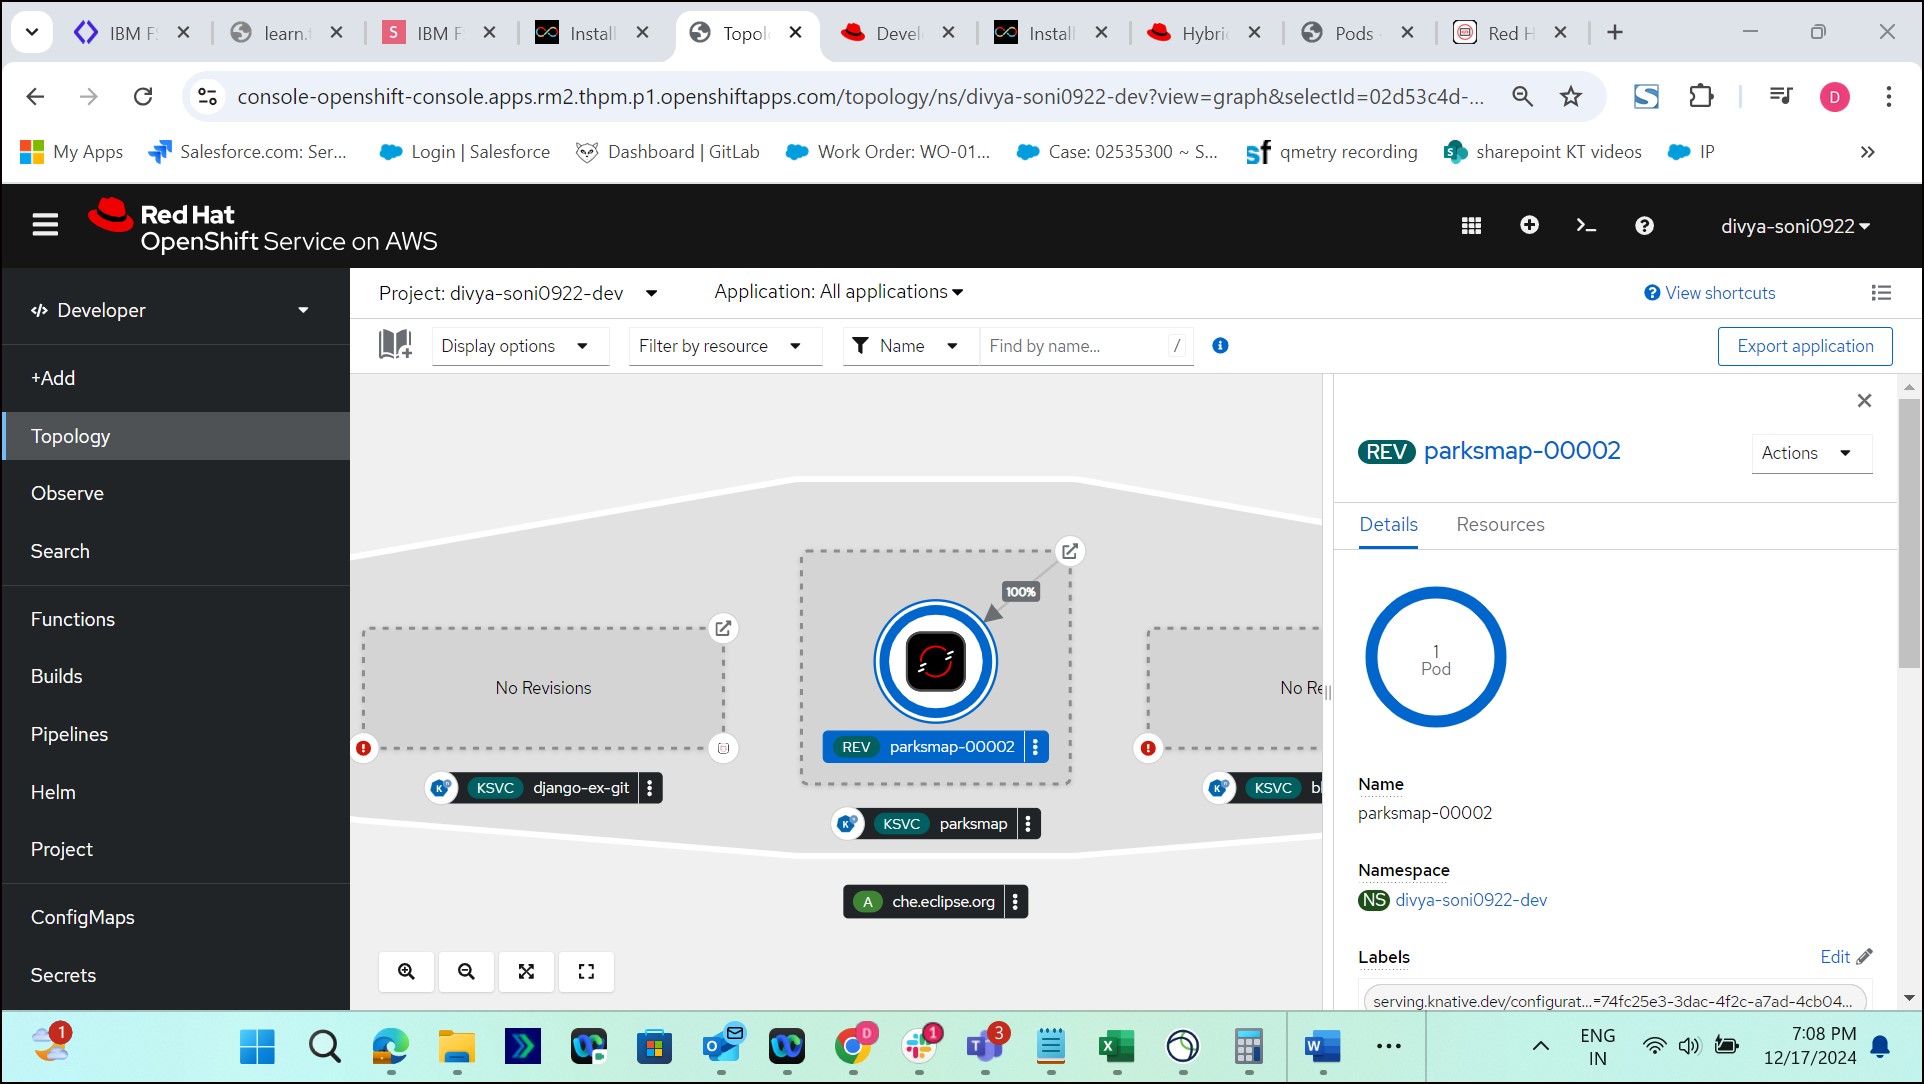 IBM F
learn.
S
IBM F
Install
Topol
Devel
Install
Hybri
Pods
Red H
console-openshift-console.apps.rm2.thpm.p1.openshiftapps.com/topology/ns/divya-soni0922-dev?view=graph&selectId=02d53c4d-...
S
D
My Apps
Salesforce.com: Ser...
Login | Salesforce
Dashboard | GitLab
Work Order: WO-01...
Case: 02535300 ~ S...
sf qmetry recording
sharepoint KT videos
IP
Red Hat
OpenShift Service on AWS
divya-soni0922
Developer
Project: divya-soni0922-dev
Application: All applications
View shortcuts
Display options
Filter by resource
Name
Find by name...
/
Export application
+Add
Topology
Observe
Search
Functions
Builds
Pipelines
Helm
Project
ConfigMaps
Secrets
100%
No Revisions
No Re
REV parksmap-00002
KSVC django-ex-git
KSVC bl
KSVC parksmap
A che.eclipse.org
REV parksmap-00002
Actions
Details
Resources
1
Pod
Name
parksmap-00002
Namespace
NS divya-soni0922-dev
Labels
Edit
serving.knative.dev/configurat...=74fc25e3-3dac-4f2c-a7ad-4cb04...
1
D
1
3
ENG
IN
7:08 PM
12/17/2024